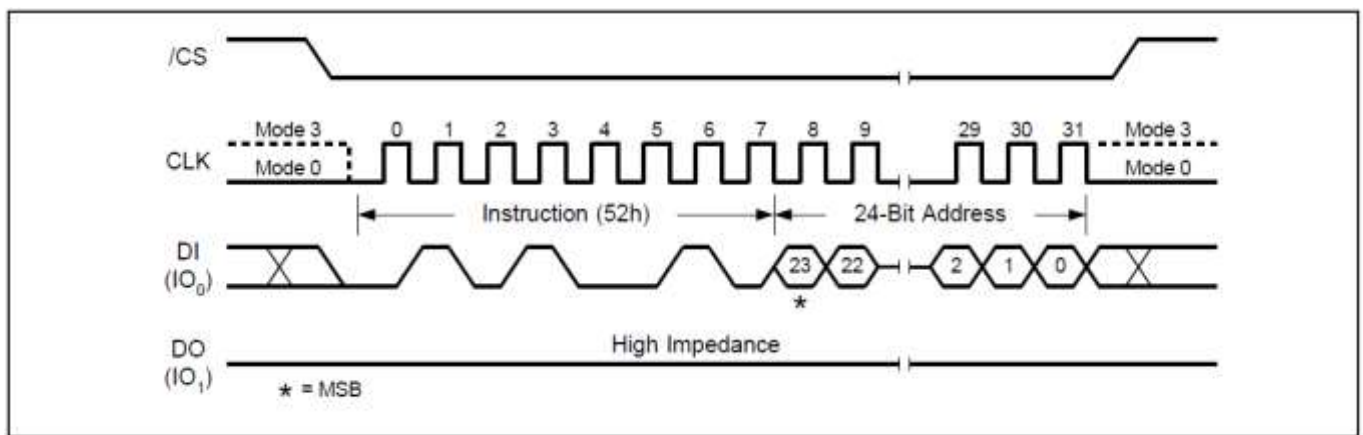 /CS
Mode 3 0 1 2 3 4 5 6 7 8 9 29 30 31 Mode 3
CLK
Mode 0 Mode 0
Instruction (52h) 24-Bit Address
DI
(IO0)
23 22 2 1 0
*
DO
(IO1)
High Impedance
* = MSB